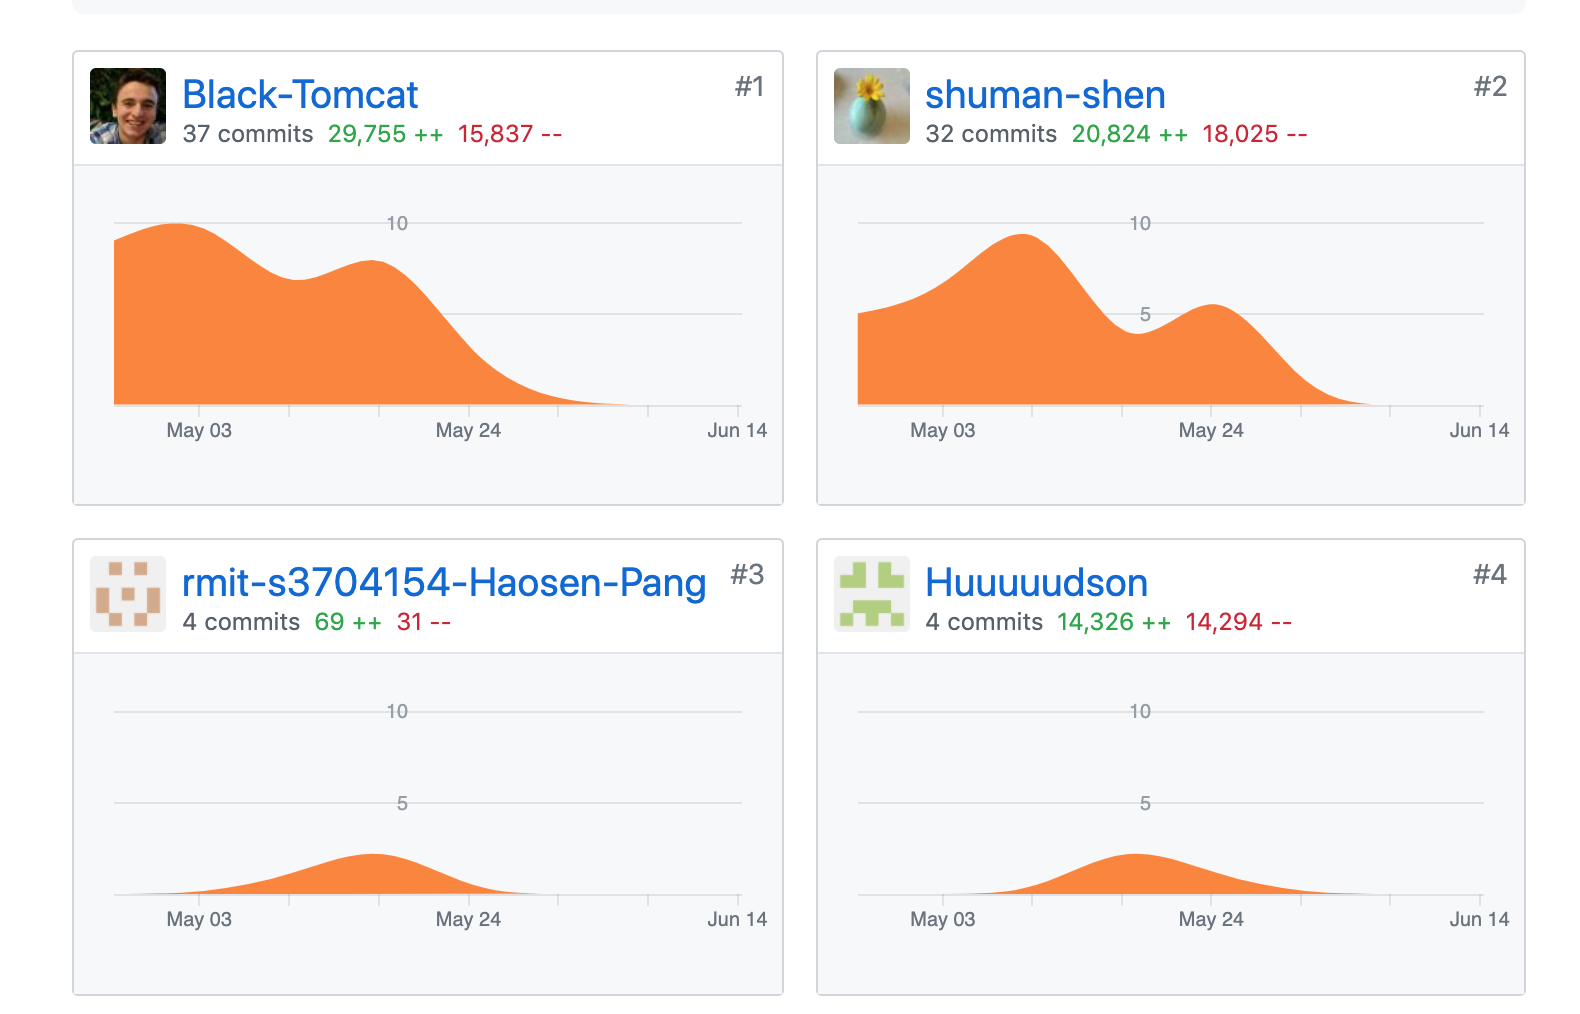 Black-Tomcat
#1
37 commits 29,755 ++ 15,837 --
10
May 03 May 24 Jun 14
shuman-shen
#2
32 commits 20,824 ++ 18,025 --
10
5
May 03 May 24 Jun 14
rmit-s3704154-Haosen-Pang
#3
4 commits 69 ++ 31 --
10
5
May 03 May 24 Jun 14
Huuuuudson
#4
4 commits 14,326 ++ 14,294 --
10
5
May 03 May 24 Jun 14